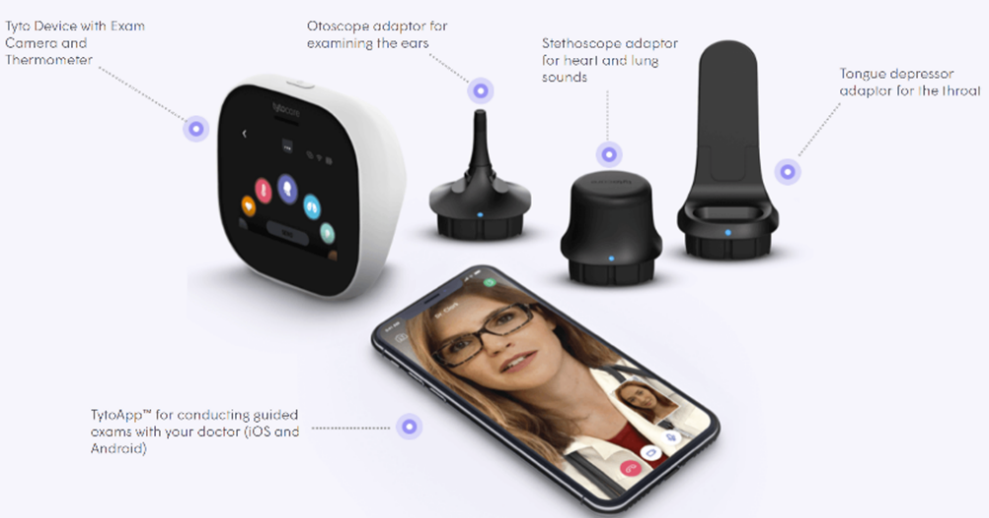 Tyto Device with Exam
Camera and
Thermometer
Otoscope adaptor for
examining the ears
Stethoscope adaptor
for heart and lung
sounds
Tongue depressor
adaptor for the throat
tytocare
TytoApp™ for conducting guided
exams with your doctor (iOS and
Android)